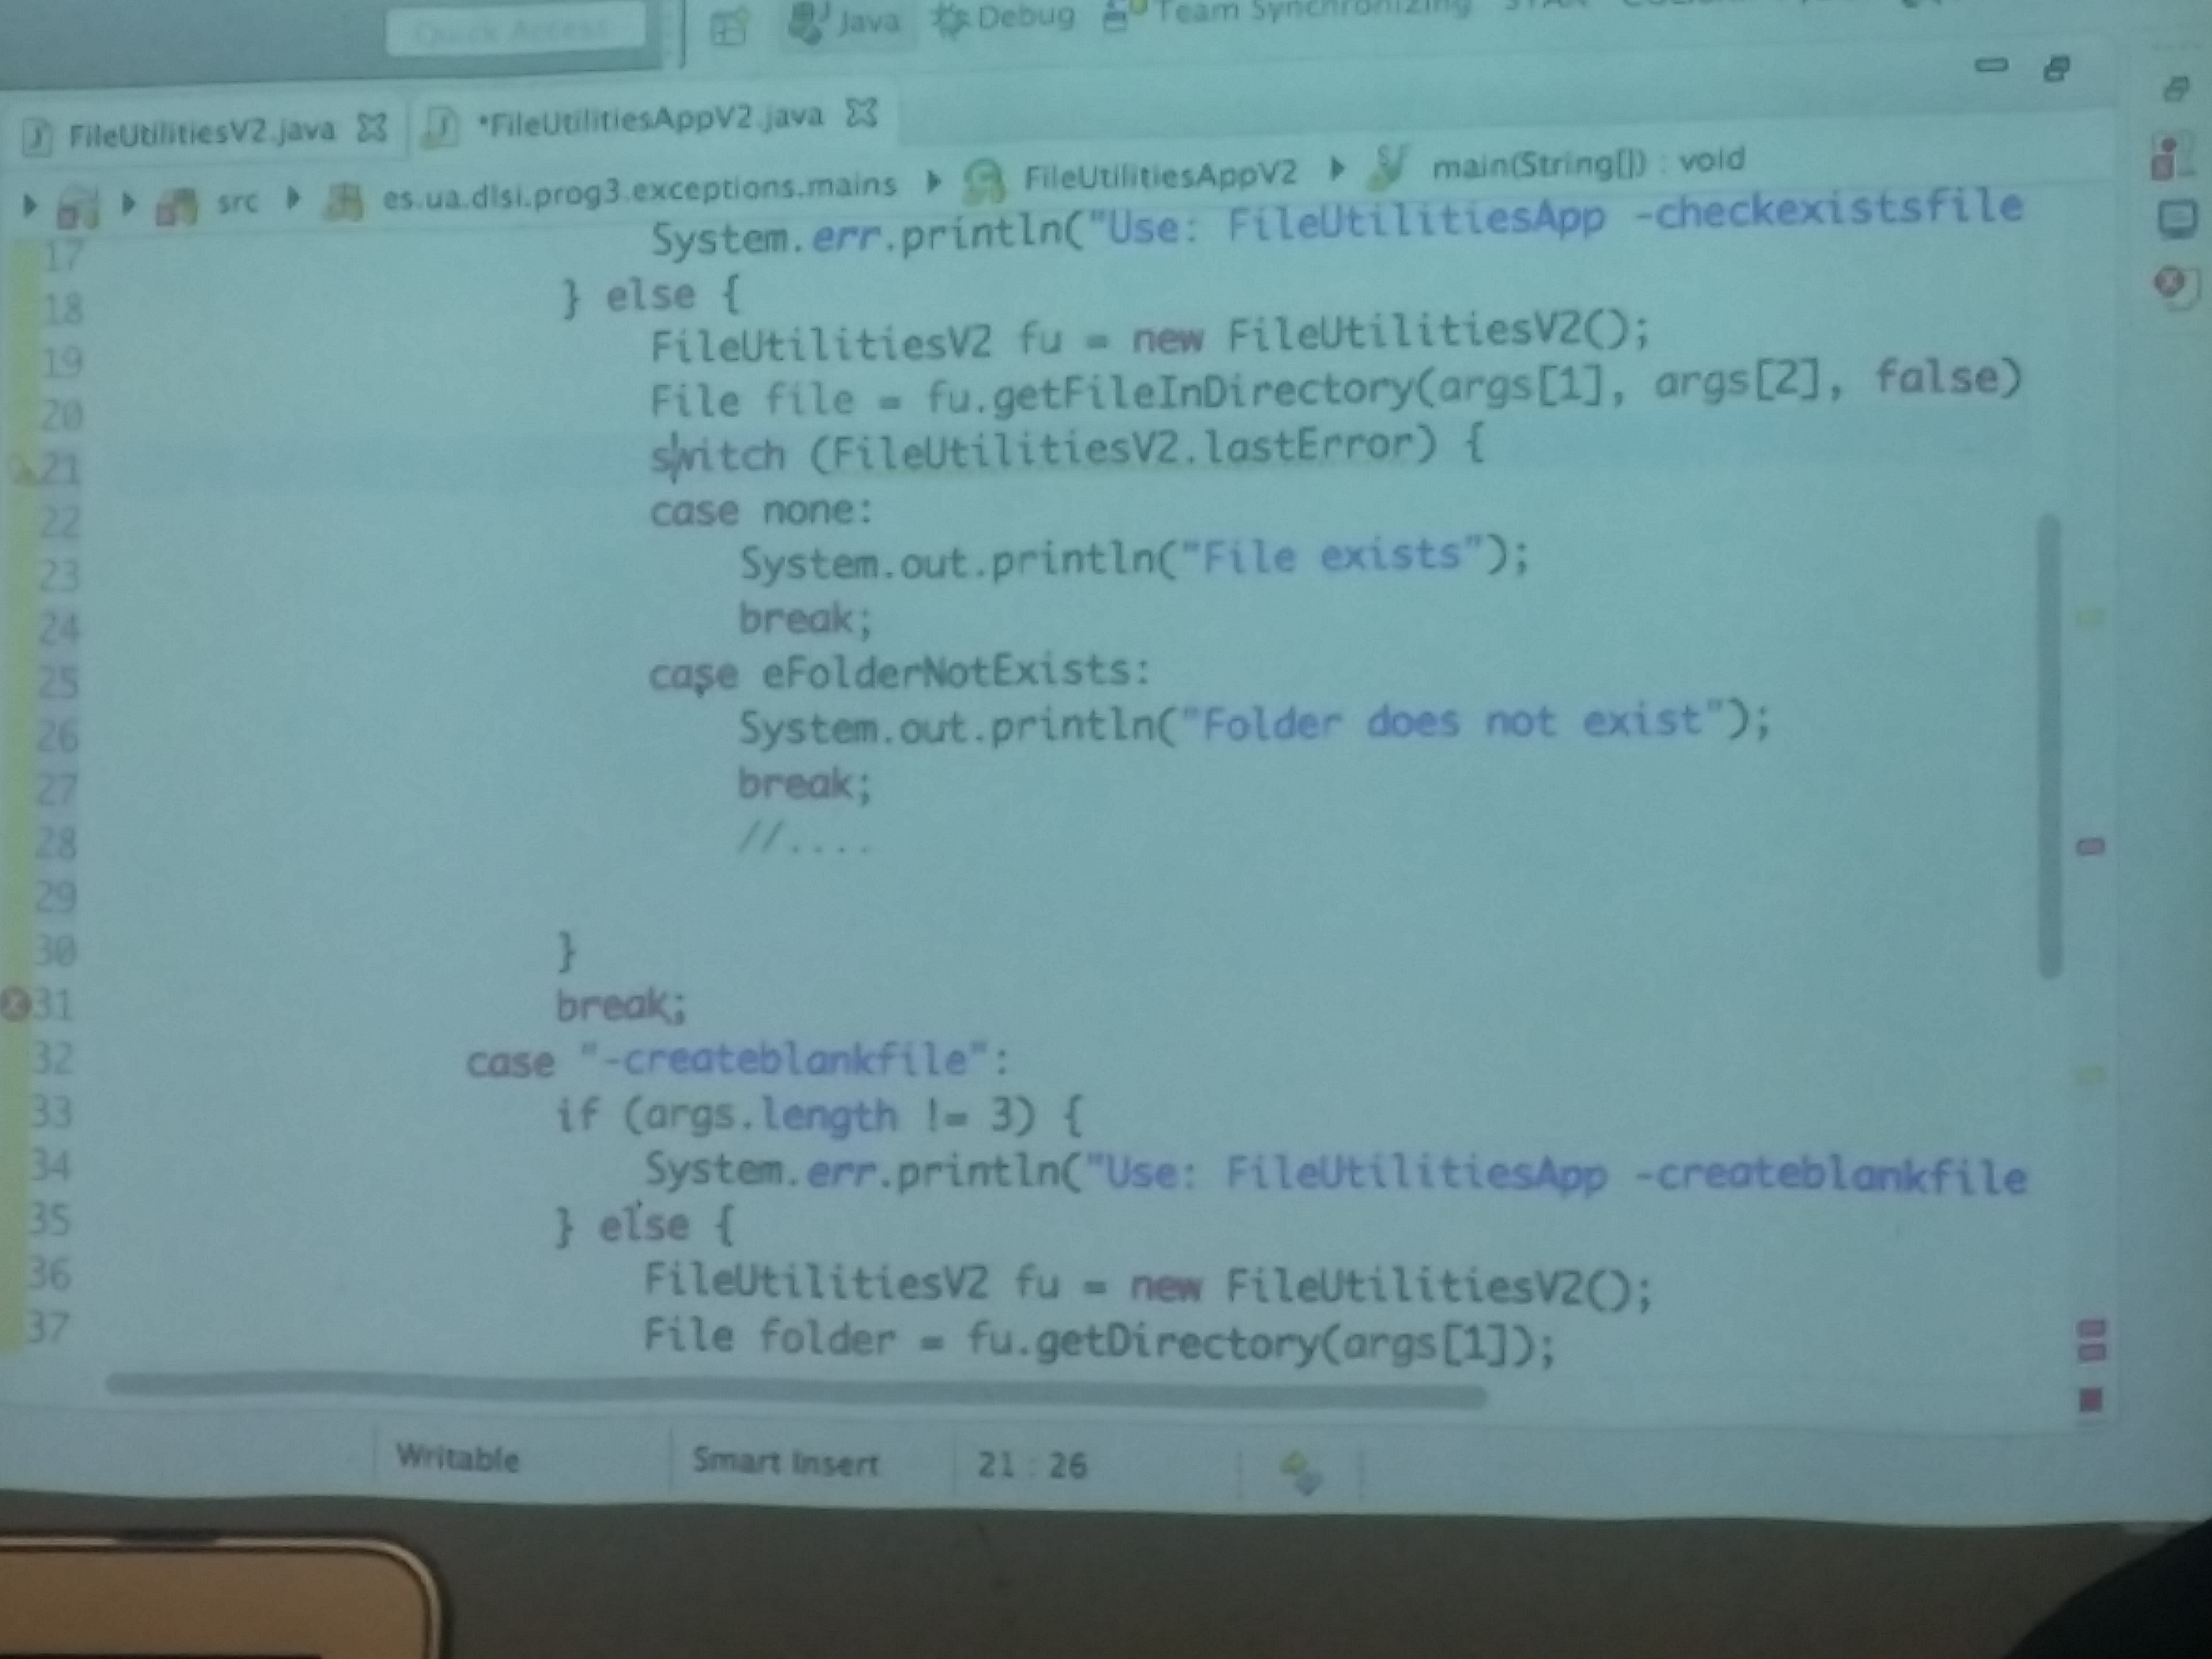 Quick Access
Java
Debug
Team Synchronizing
FileUtilitiesV2.java
*FileUtilitiesAppV2.java
src
es.ua.dlsi.prog3.exceptions.mains
FileUtilitiesAppV2
main(String[]) : void
17 System.err.println("Use: FileUtilitiesApp -checkexistsfile
18 } else {
19 FileUtilitiesV2 fu = new FileUtilitiesV2();
20 File file = fu.getFileInDirectory(args[1], args[2], false)
21 switch (FileUtilitiesV2.lastError) {
22 case none:
23 System.out.println("File exists");
24 break;
25 case eFolderNotExists:
26 System.out.println("Folder does not exist");
27 break;
28 //....
29
30 }
31 break;
32 case "-createblankfile":
33 if (args.length != 3) {
34 System.err.println("Use: FileUtilitiesApp -createblankfile
35 } else {
36 FileUtilitiesV2 fu = new FileUtilitiesV2();
37 File folder = fu.getDirectory(args[1]);
Writable
Smart Insert
21 : 26